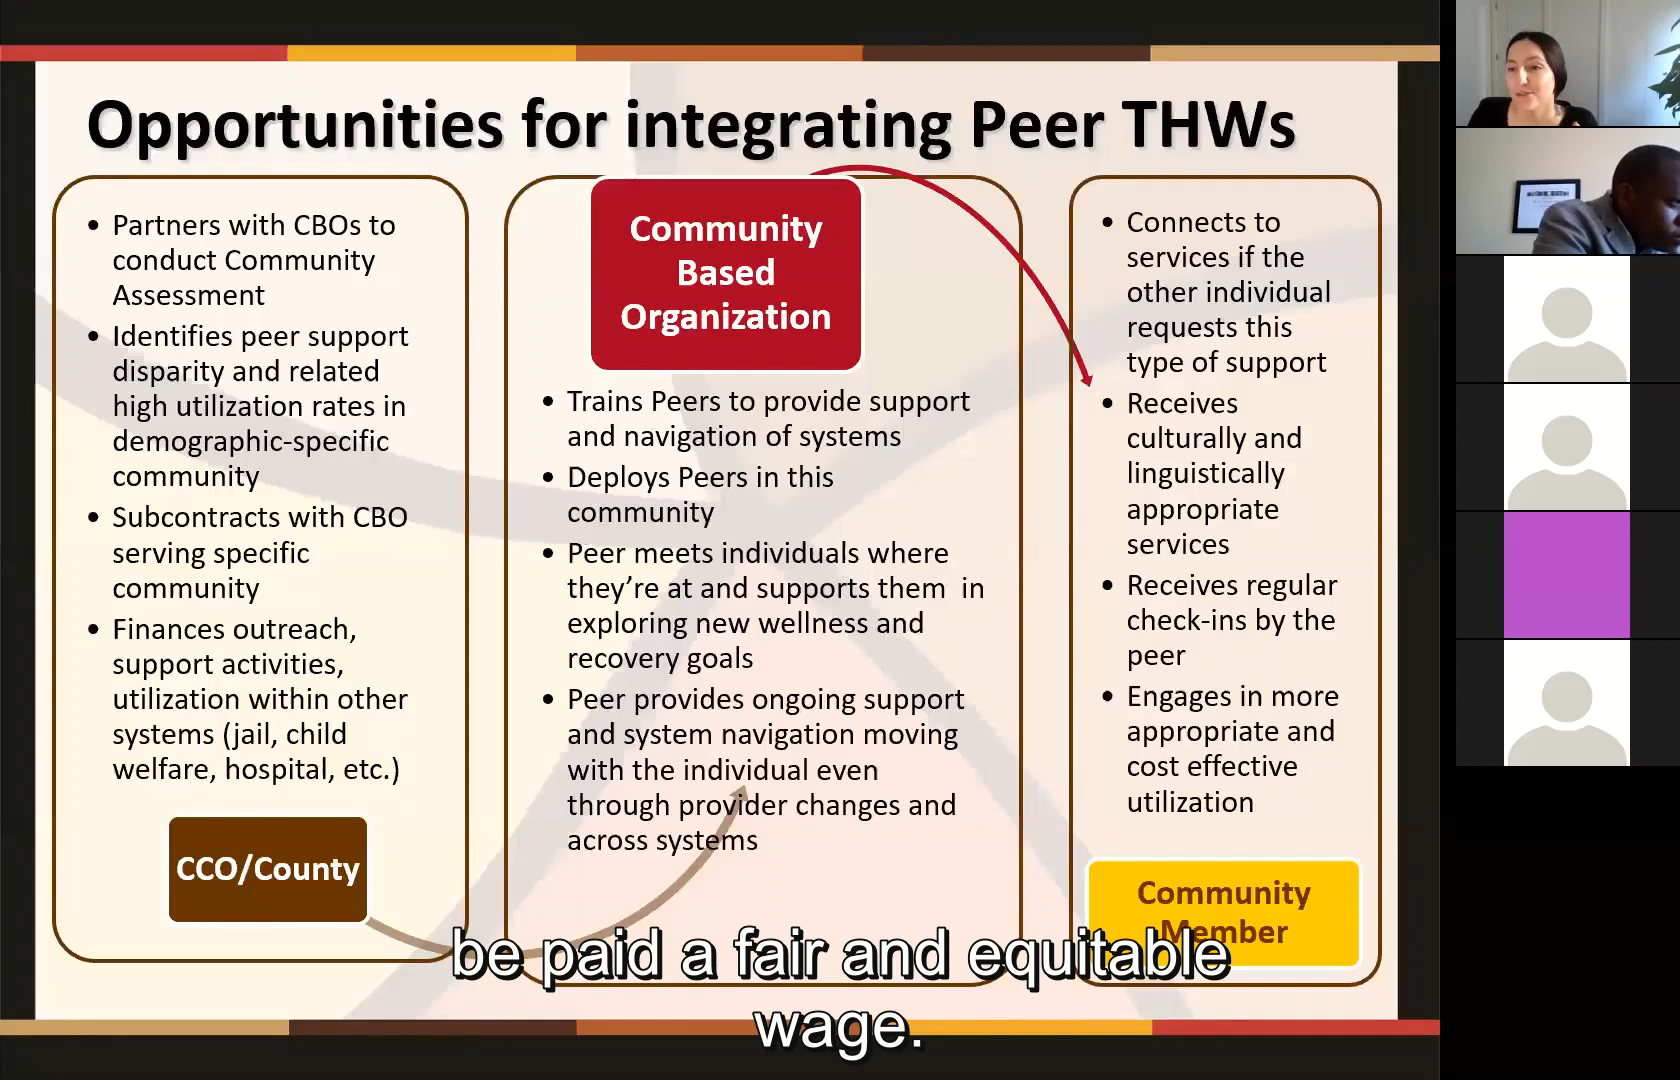 Opportunities for integrating Peer THWs
• Partners with CBOs to
conduct Community
Assessment
• Identifies peer support
disparity and related
high utilization rates in
demographic-specific
community
• Subcontracts with CBO
serving specific
community
• Finances outreach,
support activities,
utilization within other
systems (jail, child
welfare, hospital, etc.)
CCO/County
Community
Based
Organization
• Trains Peers to provide support
and navigation of systems
• Deploys Peers in this
community
• Peer meets individuals where
they’re at and supports them  in
exploring new wellness and
recovery goals
• Peer provides ongoing support
and system navigation moving
with the individual even
through provider changes and
across systems
• Connects to
services if the
other individual
requests this
type of support
• Receives
culturally and
linguistically
appropriate
services
• Receives regular
check-ins by the
peer
• Engages in more
appropriate and
cost effective
utilization
Community
Member
be paid a fair and equitable
wage.